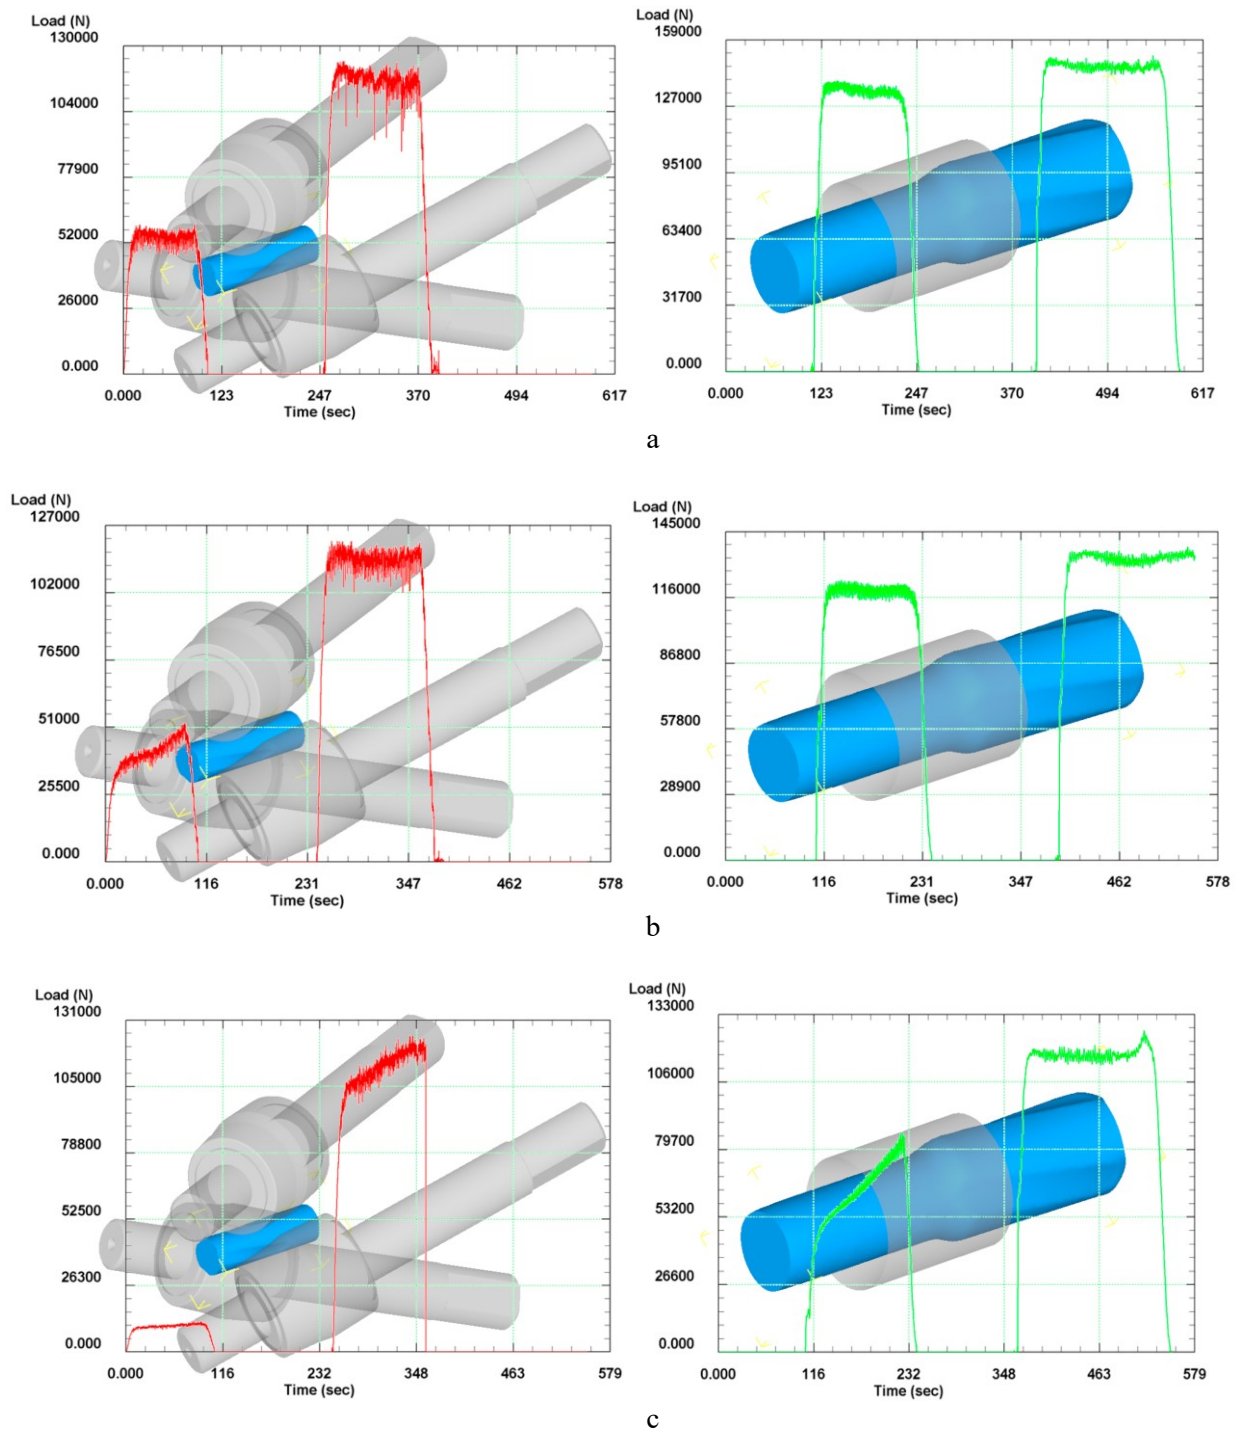 Load (N)
130000
104000
77900
52000
26000
0.000
0.000 123 247 370 494 617
Time (sec)
Load (N)
159000
127000
95100
63400
31700
0.000
0.000 123 247 370 494 617
Time (sec)
a
Load (N)
127000
102000
76500
51000
25500
0.000
0.000 116 231 347 462 578
Time (sec)
Load (N)
145000
116000
86800
57800
28900
0.000
0.000 116 231 347 462 578
Time (sec)
b
Load (N)
131000
105000
78800
52500
26300
0.000
0.000 116 232 348 463 579
Time (sec)
Load (N)
133000
106000
79700
53200
26600
0.000
0.000 116 232 348 463 579
Time (sec)
c